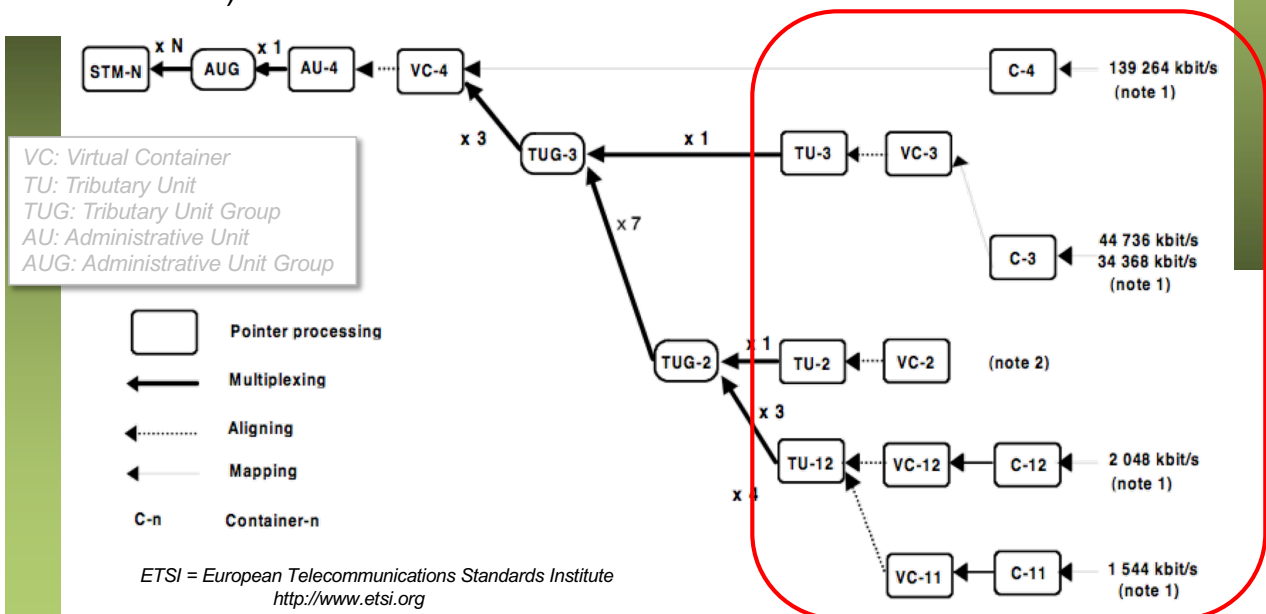 )
x N
x 1
STM-N
AUG
AU-4
VC-4
C-4
139 264 kbit/s
(note 1)
x 3
TUG-3
x 1
TU-3
VC-3
VC: Virtual Container
TU: Tributary Unit
TUG: Tributary Unit Group
AU: Administrative Unit
AUG: Administrative Unit Group
x 7
C-3
44 736 kbit/s
34 368 kbit/s
(note 1)
Pointer processing
TUG-2
x 1
TU-2
VC-2
(note 2)
Multiplexing
x 3
Aligning
TU-12
VC-12
C-12
2 048 kbit/s
(note 1)
Mapping
x 4
C-n
Container-n
VC-11
C-11
1 544 kbit/s
(note 1)
ETSI = European Telecommunications Standards Institute
http://www.etsi.org